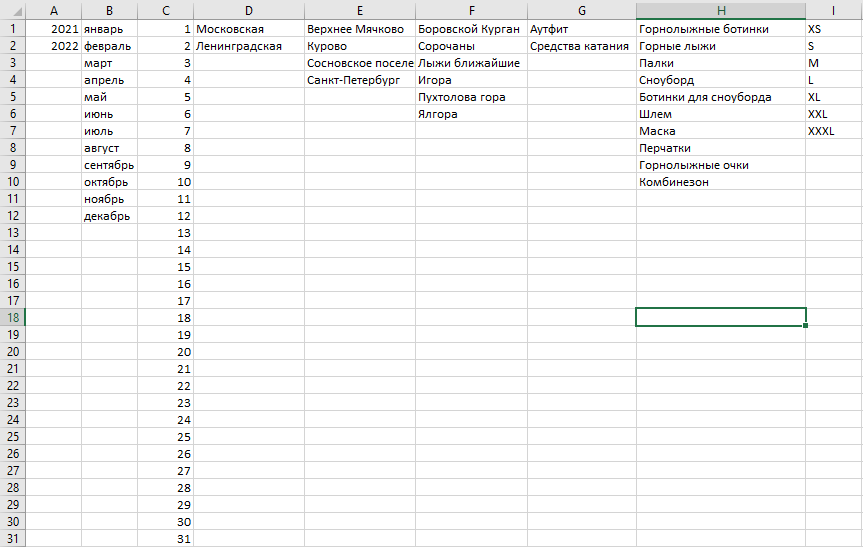 A B C D E F G H I
1 2021 январь 1 Московская Верхнее Мячково Боровской Курган Аутфит Горнолыжные ботинки XS
2 2022 февраль 2 Ленинградская Курово Сорочаны Средства катания Горные лыжи S
3 март 3 Сосновское поселе Лыжи ближайшие Палки M
4 апрель 4 Санкт-Петербург Игора Сноуборд L
5 май 5 Пухтолова гора Ботинки для сноуборда XL
6 июнь 6 Ялгора Шлем XXL
7 июль 7 Маска XXXL
8 август 8 Перчатки
9 сентябрь 9 Горнолыжные очки
10 октябрь 10 Комбинезон
11 ноябрь 11
12 декабрь 12
13 13
14 14
15 15
16 16
17 17
18 18
19 19
20 20
21 21
22 22
23 23
24 24
25 25
26 26
27 27
28 28
29 29
30 30
31 31